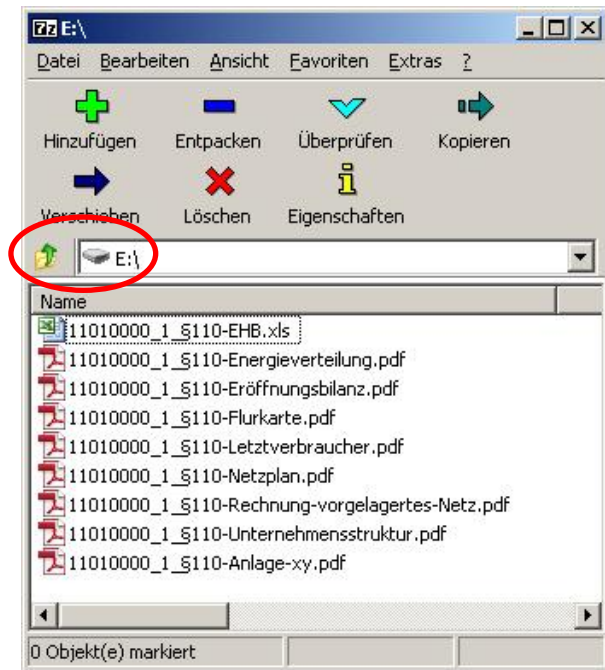 7z E:\
Datei Bearbeiten Ansicht Favoriten Extras ?
Hinzufügen Entpacken Überprüfen Kopieren
Verschieben Löschen Eigenschaften
E:\
Name
11010000_1_§110-EHB.xls
11010000_1_§110-Energieverteilung.pdf
11010000_1_§110-Eröffnungsbilanz.pdf
11010000_1_§110-Flurkarte.pdf
11010000_1_§110-Letztverbraucher.pdf
11010000_1_§110-Netzplan.pdf
11010000_1_§110-Rechnung-vorgelagertes-Netz.pdf
11010000_1_§110-Unternehmensstruktur.pdf
11010000_1_§110-Anlage-xy.pdf
0 Objekt(e) markiert